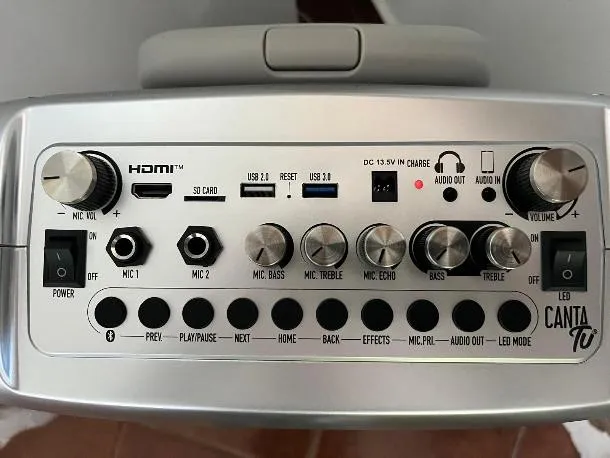 HDMI™
SD CARD
USB 2.0
RESET
USB 3.0
DC 13.5V IN
CHARGE
AUDIO OUT
AUDIO IN
− MIC. VOL +
− VOLUME +
ON
OFF
POWER
MIC 1
MIC 2
MIC. BASS
MIC. TREBLE
MIC. ECHO
BASS
TREBLE
ON
OFF
LED
PREV.
PLAY/PAUSE
NEXT
HOME
BACK
EFFECTS
MIC.PRI.
AUDIO OUT
LED MODE
CANTA
TU®